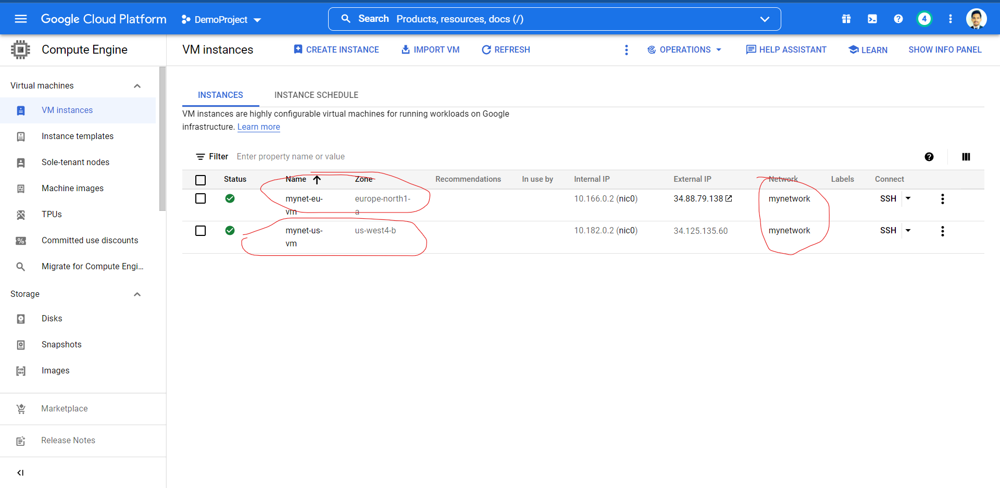 Google Cloud Platform DemoProject Search Products, resources, docs (/) 4
Compute Engine
VM instances CREATE INSTANCE IMPORT VM REFRESH OPERATIONS HELP ASSISTANT LEARN SHOW INFO PANEL
Virtual machines
VM instances
Instance templates
Sole-tenant nodes
Machine images
TPUs
Committed use discounts
Migrate for Compute Engi...
Storage
Disks
Snapshots
Images
Marketplace
Release Notes
INSTANCES INSTANCE SCHEDULE
VM instances are highly configurable virtual machines for running workloads on Google
infrastructure. Learn more
Filter Enter property name or value
Status Name Zone Recommendations In use by Internal IP External IP Network Labels Connect
mynet-eu- europe-north1- 10.166.0.2 (nic0) 34.88.79.138 mynetwork SSH
vm a
mynet-us- us-west4-b 10.182.0.2 (nic0) 34.125.135.60 mynetwork SSH
vm